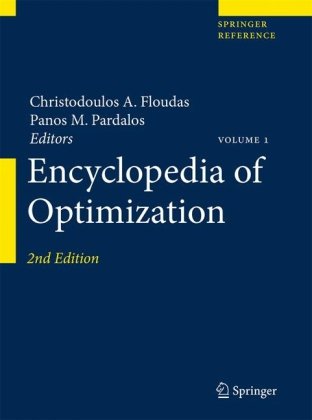 SPRINGER
REFERENCE
Christodoulos A. Floudas
Panos M. Pardalos
Editors
VOLUME 1
Encyclopedia of
Optimization
2nd Edition
Springer